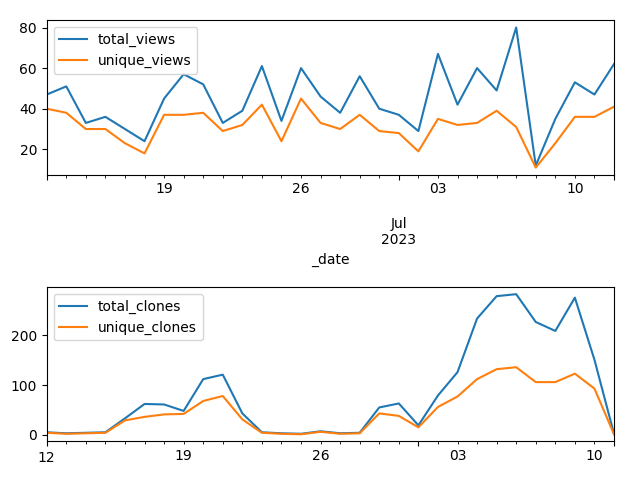 80
60
40
20
total_views
unique_views
19
26
03
10
Jul
2023
_date
200
100
0
total_clones
unique_clones
12
19
26
03
10